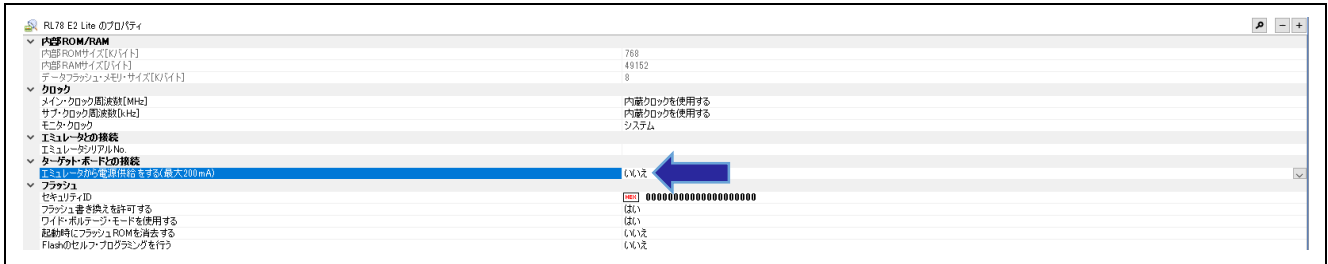 RL78 E2 Lite のプロパティ
内部ROM/RAM
内部ROMサイズ[Kバイト] 768
内部RAMサイズ[バイト] 49152
データフラッシュ・メモリ・サイズ[Kバイト] 8
クロック
メイン・クロック周波数[MHz] 内蔵クロックを使用する
サブ・クロック周波数[kHz] 内蔵クロックを使用する
モニタ・クロック システム
エミュレータとの接続
エミュレータシリアルNo.
ターゲット・ボードとの接続
エミュレータから電源供給をする(最大200mA) いいえ
フラッシュ
セキュリティID HEX 00000000000000000000
フラッシュ書き換えを許可する はい
ワイド・ボルテージ・モードを使用する はい
起動時にフラッシュROMを消去する いいえ
Flashのセルフ・プログラミングを行う いいえ